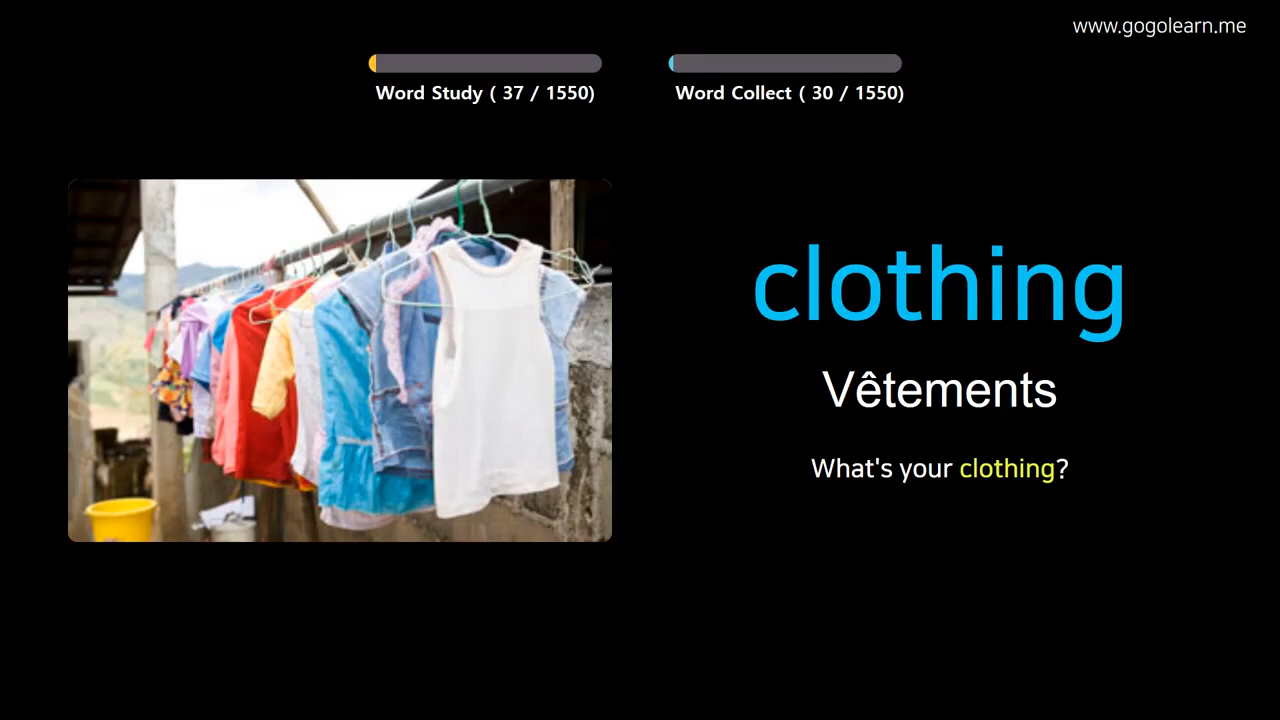 www.gogolearn.me
Word Study ( 37 / 1550)
Word Collect ( 30 / 1550)
clothing
Vêtements
What's your clothing?